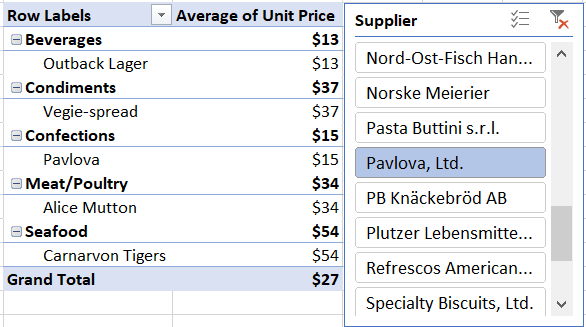 Row Labels Average of Unit Price
Beverages $13
Outback Lager $13
Condiments $37
Vegie-spread $37
Confections $15
Pavlova $15
Meat/Poultry $34
Alice Mutton $34
Seafood $54
Carnarvon Tigers $54
Grand Total $27
Supplier
Nord-Ost-Fisch Han...
Norske Meierier
Pasta Buttini s.r.l.
Pavlova, Ltd.
PB Knäckebröd AB
Plutzer Lebensmitte...
Refrescos American...
Specialty Biscuits, Ltd.